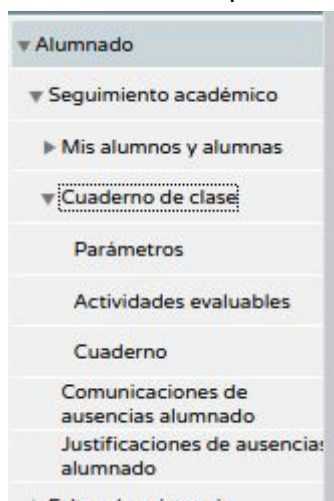 Alumnado
Seguimiento académico
Mis alumnos y alumnas
Cuaderno de clase
Parámetros
Actividades evaluables
Cuaderno
Comunicaciones de
ausencias alumnado
Justificaciones de ausencias
alumnado